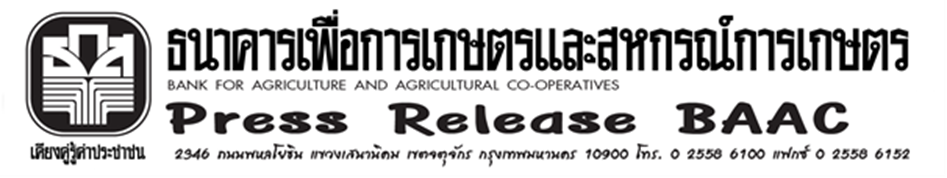 ธกส
เคียงคู่รู้ค่าประชาชน
ธนาคารเพื่อการเกษตรและสหกรณ์การเกษตร
BANK FOR AGRICULTURE AND AGRICULTURAL CO-OPERATIVES
Press Release BAAC
2346 ถนนพหลโยธิน แขวงเสนานิคม เขตจตุจักร กรุงเทพมหานคร 10900 โทร. 0 2558 6100 แฟกซ์ 0 2558 6152